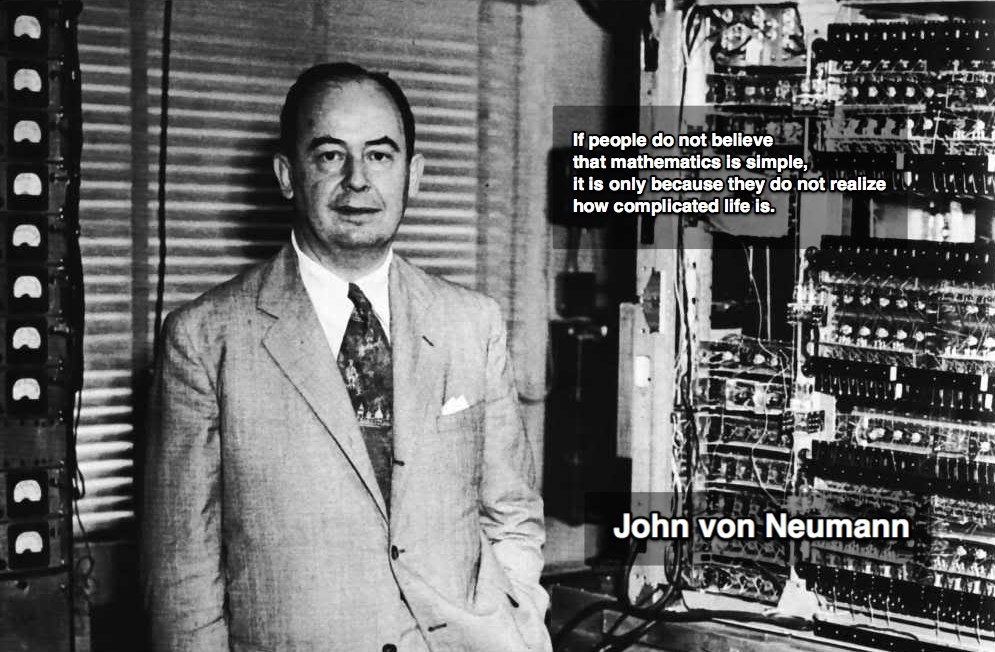 If people do not believe
that mathematics is simple,
it is only because they do not realize
how complicated life is.
John von Neumann